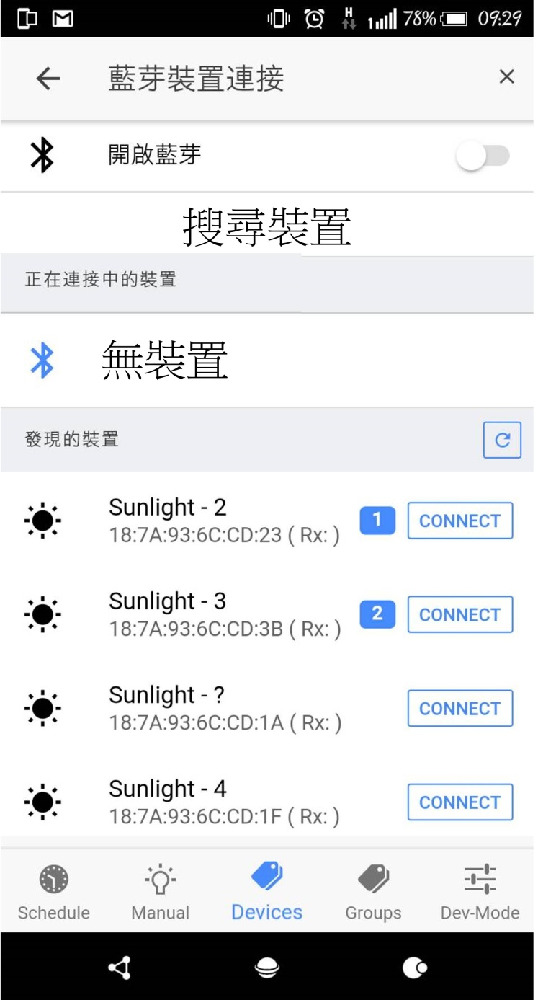 78% 09:29
藍芽裝置連接
開啟藍芽
搜尋裝置
正在連接中的裝置
無裝置
發現的裝置
Sunlight - 2
18:7A:93:6C:CD:23 ( Rx: ) 1 CONNECT
Sunlight - 3
18:7A:93:6C:CD:3B ( Rx: ) 2 CONNECT
Sunlight - ?
18:7A:93:6C:CD:1A ( Rx: ) CONNECT
Sunlight - 4
18:7A:93:6C:CD:1F ( Rx: ) CONNECT
Schedule Manual Devices Groups Dev-Mode